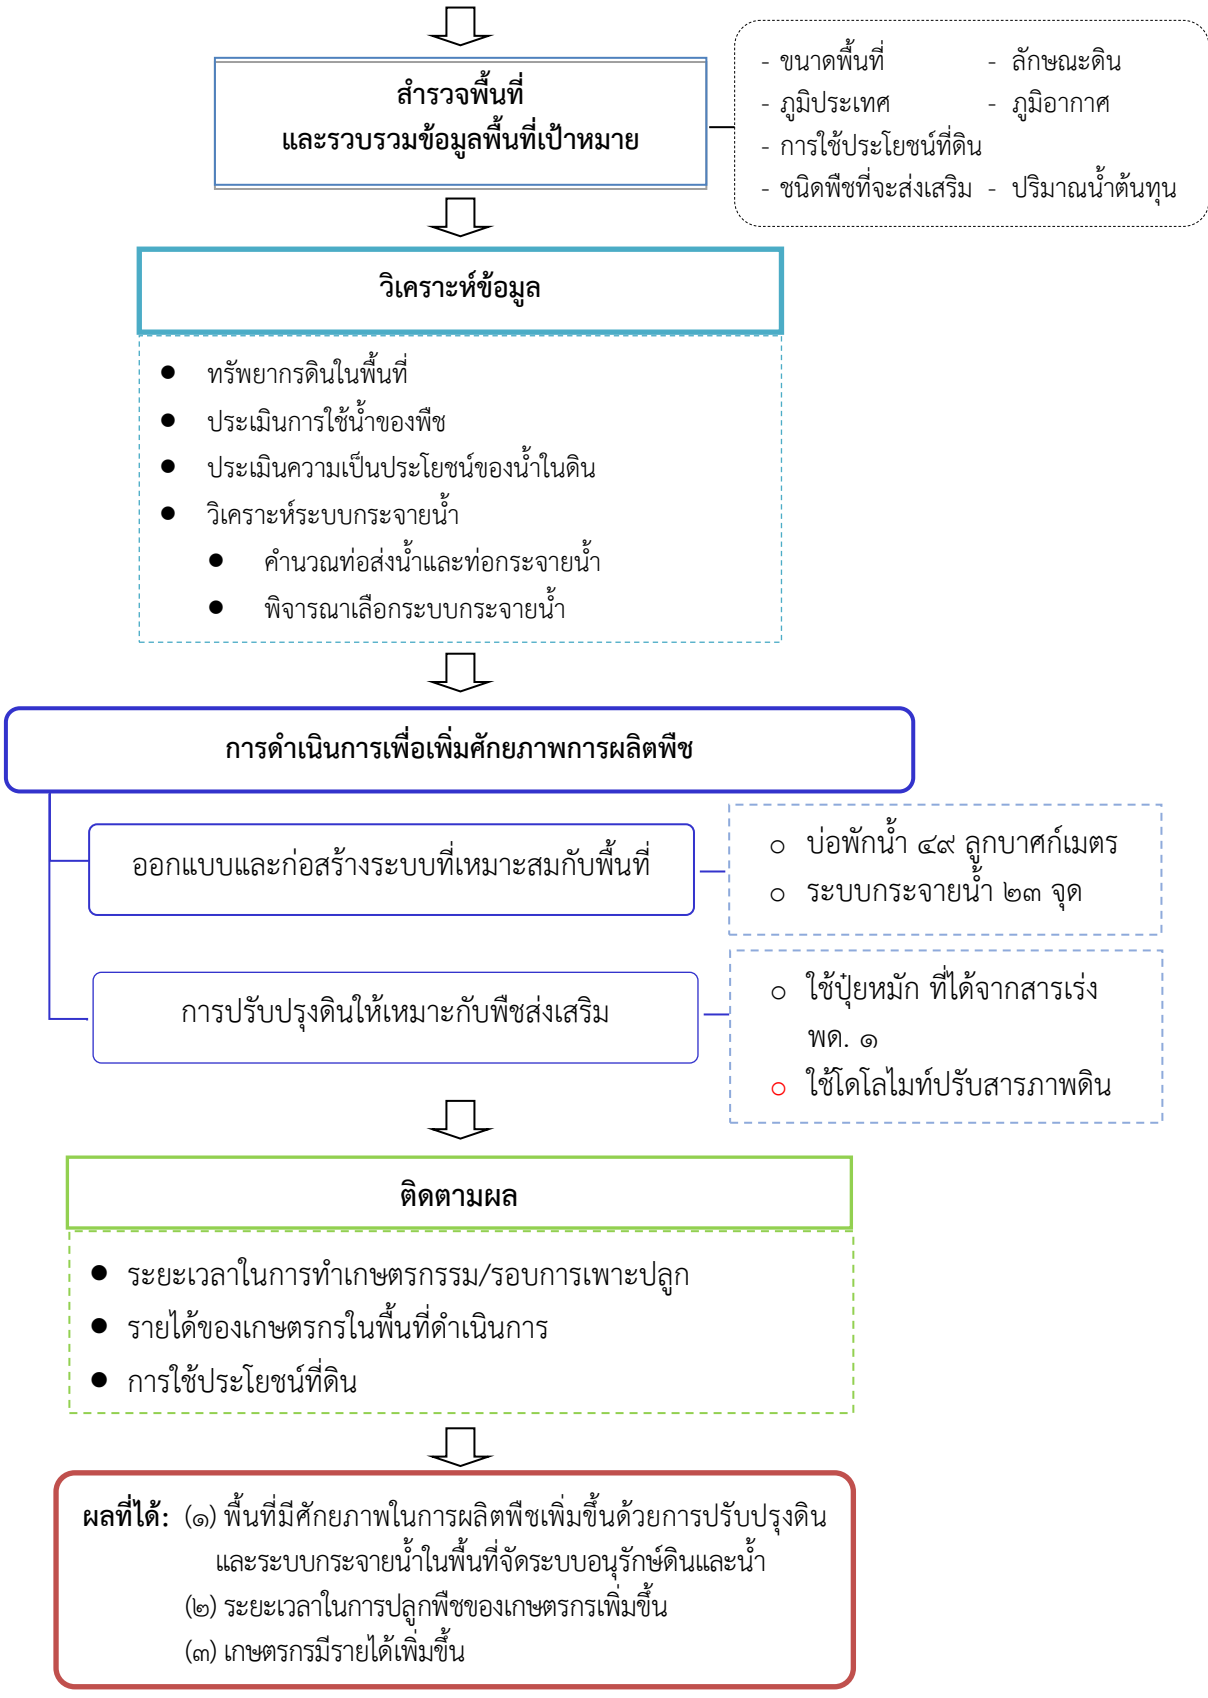 สำรวจพื้นที่
และรวบรวมข้อมูลพื้นที่เป้าหมาย
- ขนาดพื้นที่ - ลักษณะดิน
- ภูมิประเทศ - ภูมิอากาศ
- การใช้ประโยชน์ที่ดิน
- ชนิดพืชที่จะส่งเสริม - ปริมาณน้ำต้นทุน
วิเคราะห์ข้อมูล
● ทรัพยากรดินในพื้นที่
● ประเมินการใช้น้ำของพืช
● ประเมินความเป็นประโยชน์ของน้ำในดิน
● วิเคราะห์ระบบกระจายน้ำ
● คำนวณท่อส่งน้ำและท่อกระจายน้ำ
● พิจารณาเลือกระบบกระจายน้ำ
การดำเนินการเพื่อเพิ่มศักยภาพการผลิตพืช
ออกแบบและก่อสร้างระบบที่เหมาะสมกับพื้นที่
o บ่อพักน้ำ ๔๙ ลูกบาศก์เมตร
o ระบบกระจายน้ำ ๒๓ จุด
การปรับปรุงดินให้เหมาะกับพืชส่งเสริม
o ใช้ปุ๋ยหมัก ที่ได้จากสารเร่ง
พด. ๑
o ใช้โดโลไมท์ปรับสารภาพดิน
ติดตามผล
● ระยะเวลาในการทำเกษตรกรรม/รอบการเพาะปลูก
● รายได้ของเกษตรกรในพื้นที่ดำเนินการ
● การใช้ประโยชน์ที่ดิน
ผลที่ได้: (๑) พื้นที่มีศักยภาพในการผลิตพืชเพิ่มขึ้นด้วยการปรับปรุงดิน
และระบบกระจายน้ำในพื้นที่จัดระบบอนุรักษ์ดินและน้ำ
(๒) ระยะเวลาในการปลูกพืชของเกษตรกรเพิ่มขึ้น
(๓) เกษตรกรมีรายได้เพิ่มขึ้น